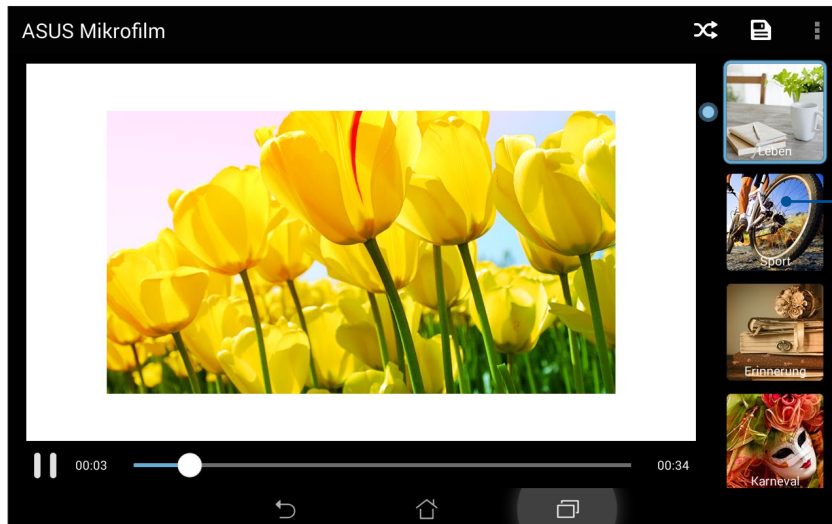 ASUS Mikrofilm
Leben
Sport
Erinnerung
Karneval
00:03
00:34